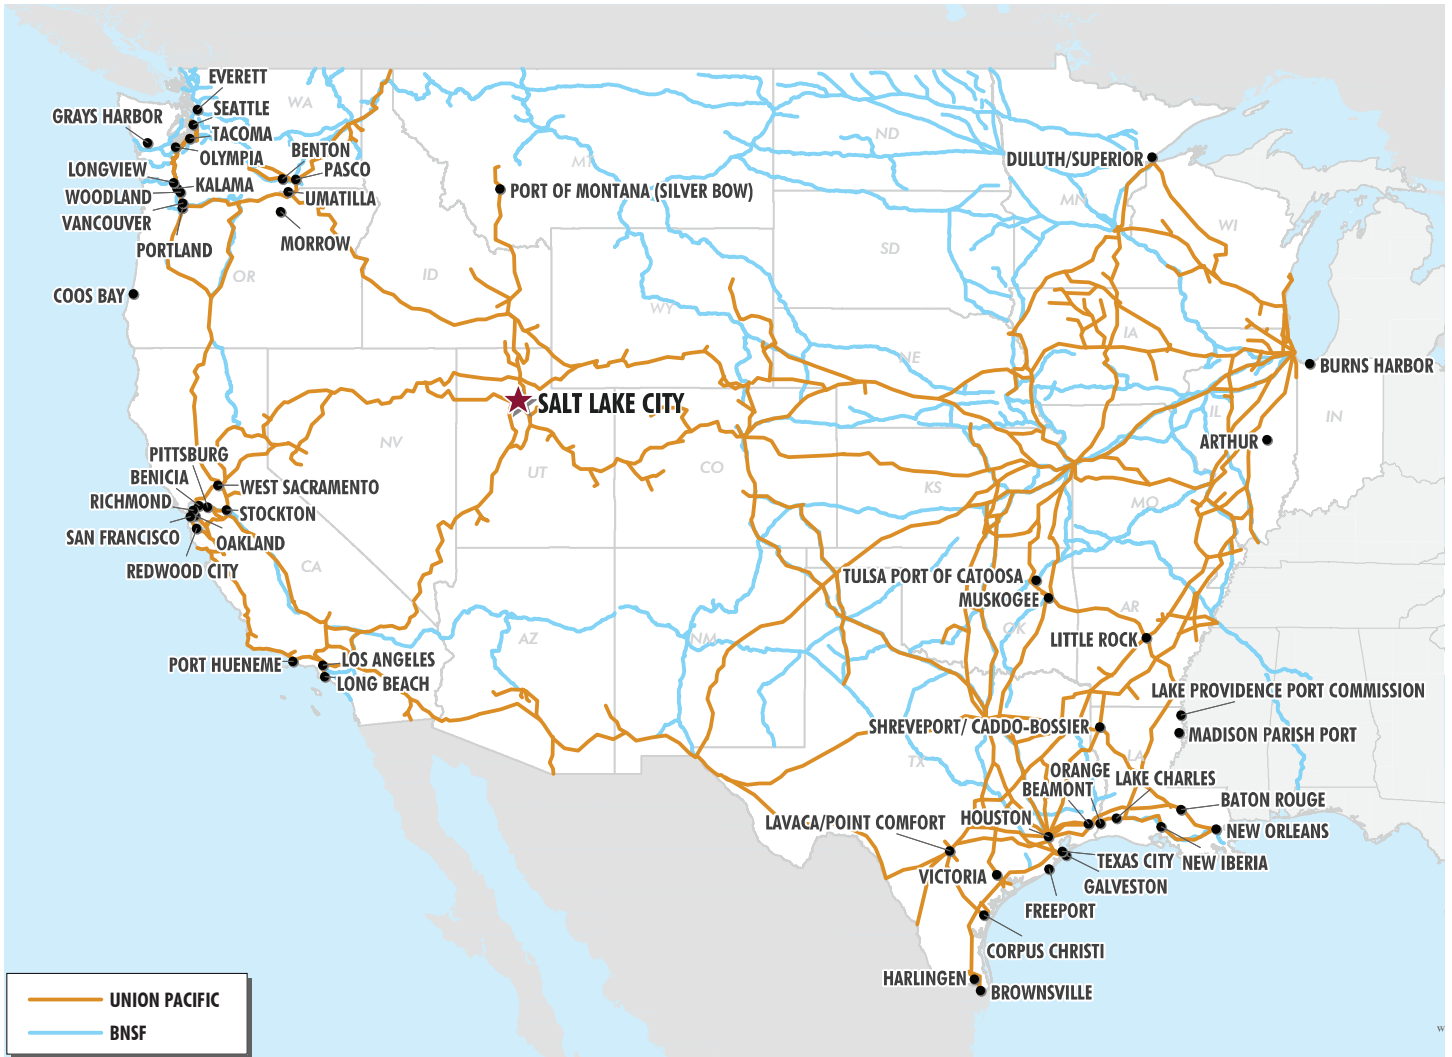 EVERETT
SEATTLE
GRAYS HARBOR
WA
TACOMA
OLYMPIA
BENTON
PASCO
LONGVIEW
KALAMA
WOODLAND
UMATILLA
VANCOUVER
MORROW
PORTLAND
MT
PORT OF MONTANA (SILVER BOW)
ND
DULUTH/SUPERIOR
MN
WI
SD
COOS BAY
OR
ID
WY
IA
NE
BURNS HARBOR
SALT LAKE CITY
IL
IN
NV
UT
CO
KS
MO
ARTHUR
PITTSBURG
BENICIA
WEST SACRAMENTO
RICHMOND
STOCKTON
SAN FRANCISCO
OAKLAND
REDWOOD CITY
CA
TULSA PORT OF CATOOSA
MUSKOGEE
AR
AZ
NM
OK
LITTLE ROCK
PORT HUENEME
LOS ANGELES
LONG BEACH
LAKE PROVIDENCE PORT COMMISSION
SHREVEPORT/ CADDO-BOSSIER
MADISON PARISH PORT
TX
LA
ORANGE
LAKE CHARLES
BEAMONT
BATON ROUGE
LAVACA/POINT COMFORT
HOUSTON
NEW ORLEANS
TEXAS CITY
NEW IBERIA
VICTORIA
GALVESTON
FREEPORT
CORPUS CHRISTI
HARLINGEN
BROWNSVILLE
UNION PACIFIC
BNSF
w